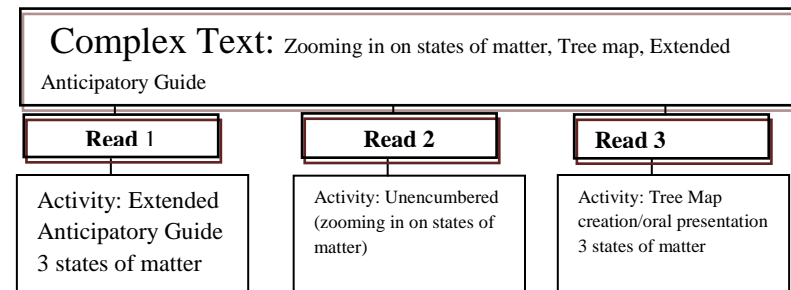 Complex Text: Zooming in on states of matter, Tree map, Extended
Anticipatory Guide
Read 1
Read 2
Read 3
Activity: Extended
Anticipatory Guide
3 states of matter
Activity: Unencumbered
(zooming in on states of
matter)
Activity: Tree Map
creation/oral presentation
3 states of matter